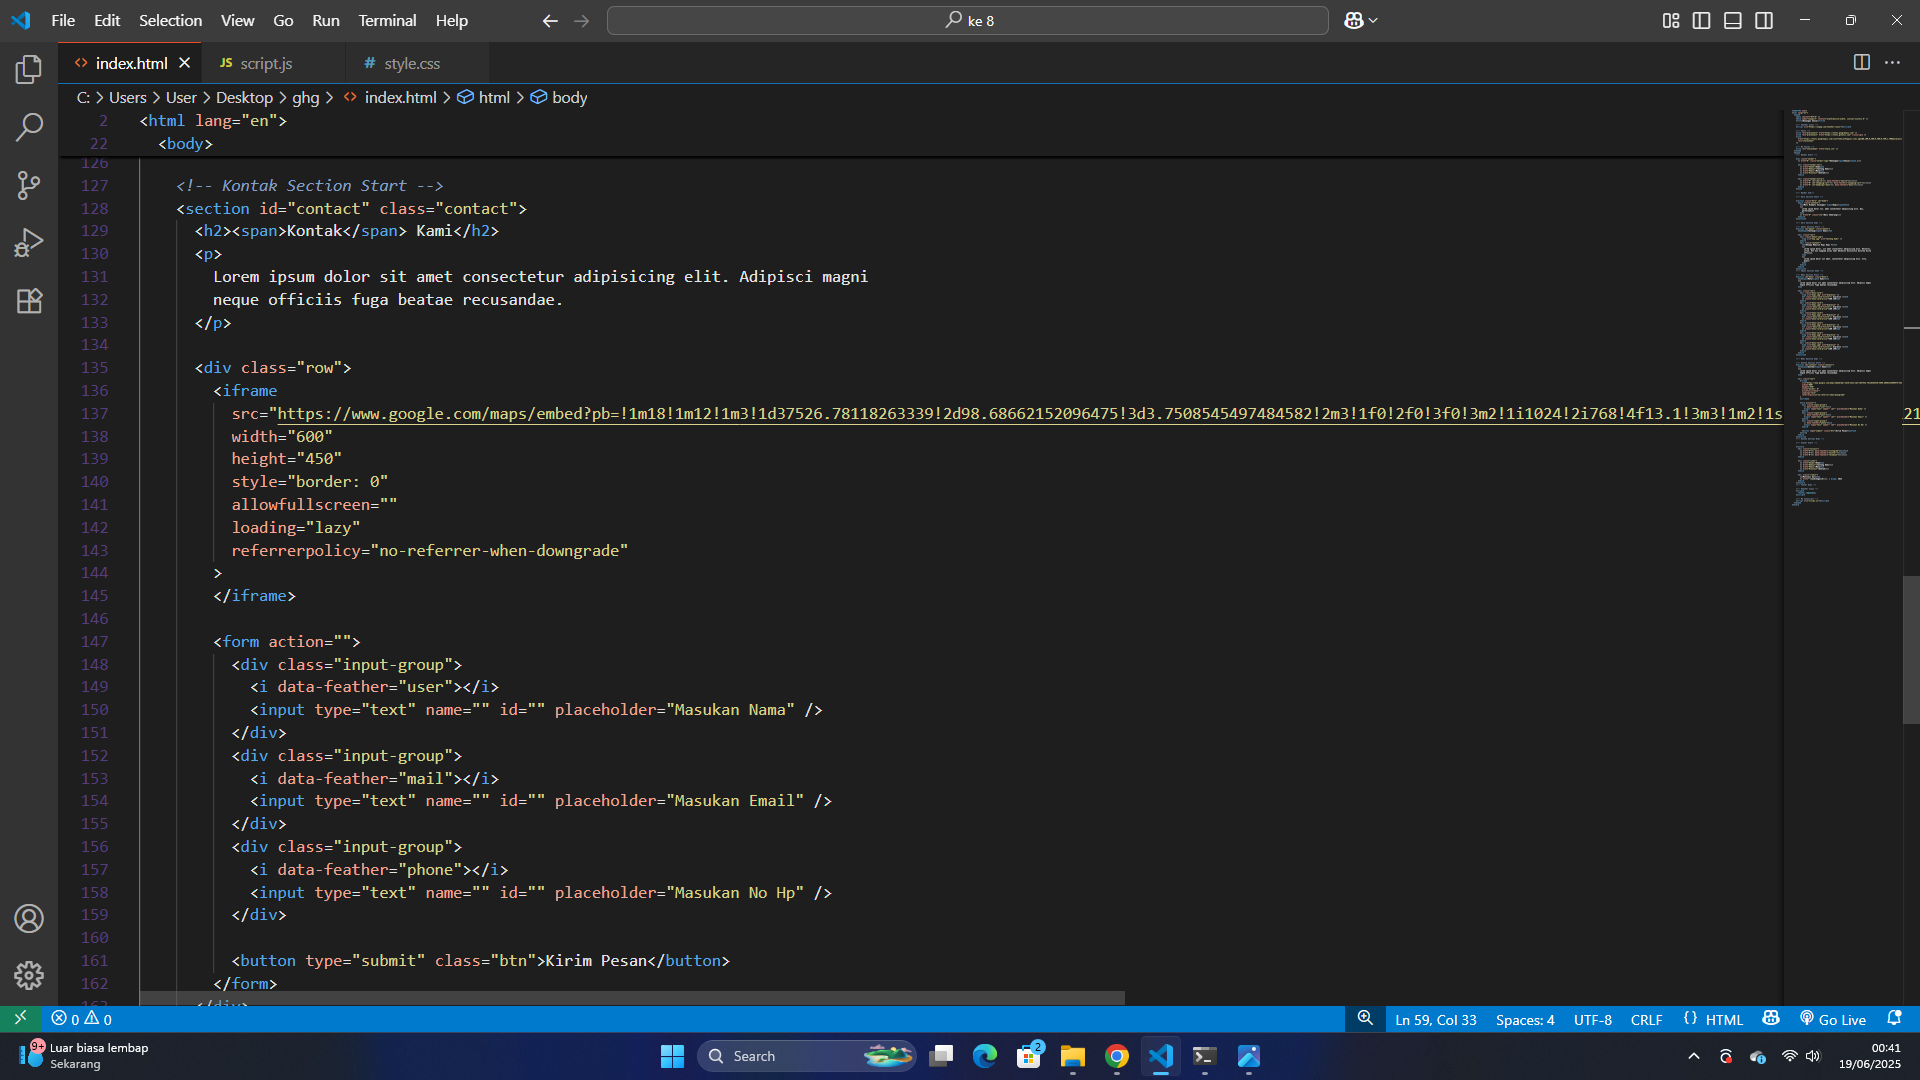 File Edit Selection View Go Run Terminal Help
ke 8
index.html
JS script.js
# style.css
C: > Users > User > Desktop > ghg > <> index.html > html > body
2 <html lang="en">
22 <body>
126
127 <!-- Kontak Section Start -->
128 <section id="contact" class="contact">
129 <h2><span>Kontak</span> Kami</h2>
130 <p>
131 Lorem ipsum dolor sit amet consectetur adipisicing elit. Adipisci magni
132 neque officiis fuga beatae recusandae.
133 </p>
134
135 <div class="row">
136 <iframe
137 src="https://www.google.com/maps/embed?pb=!1m18!1m12!1m3!1d37526.78118263339!2d98.68662152096475!3d3.7508545497484582!2m3!1f0!2f0!3f0!3m2!1i1024!2i768!4f13.1!3m3!1m2!1s
138 width="600"
139 height="450"
140 style="border: 0"
141 allowfullscreen=""
142 loading="lazy"
143 referrerpolicy="no-referrer-when-downgrade"
144 >
145 </iframe>
146
147 <form action="">
148 <div class="input-group">
149 <i data-feather="user"></i>
150 <input type="text" name="" id="" placeholder="Masukan Nama" />
151 </div>
152 <div class="input-group">
153 <i data-feather="mail"></i>
154 <input type="text" name="" id="" placeholder="Masukan Email" />
155 </div>
156 <div class="input-group">
157 <i data-feather="phone"></i>
158 <input type="text" name="" id="" placeholder="Masukan No Hp" />
159 </div>
160
161 <button type="submit" class="btn">Kirim Pesan</button>
162 </form>
163 </div>
0 0
Ln 59, Col 33 Spaces: 4 UTF-8 CRLF {} HTML Go Live
9+ Luar biasa lembap
Sekarang
Search
2
00:41
19/06/2025